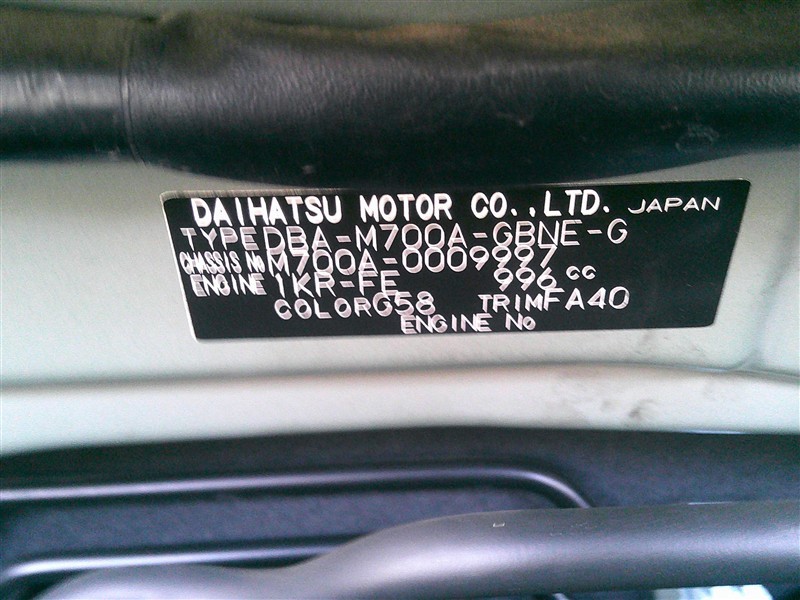 DAIHATSU MOTOR CO.,LTD. JAPAN
TYPE DBA-M700A-GBNE-G
CHASSIS No M700A-0009997
ENGINE 1KR-FE 996 cc
COLOR G58 TRIM FA40
ENGINE No